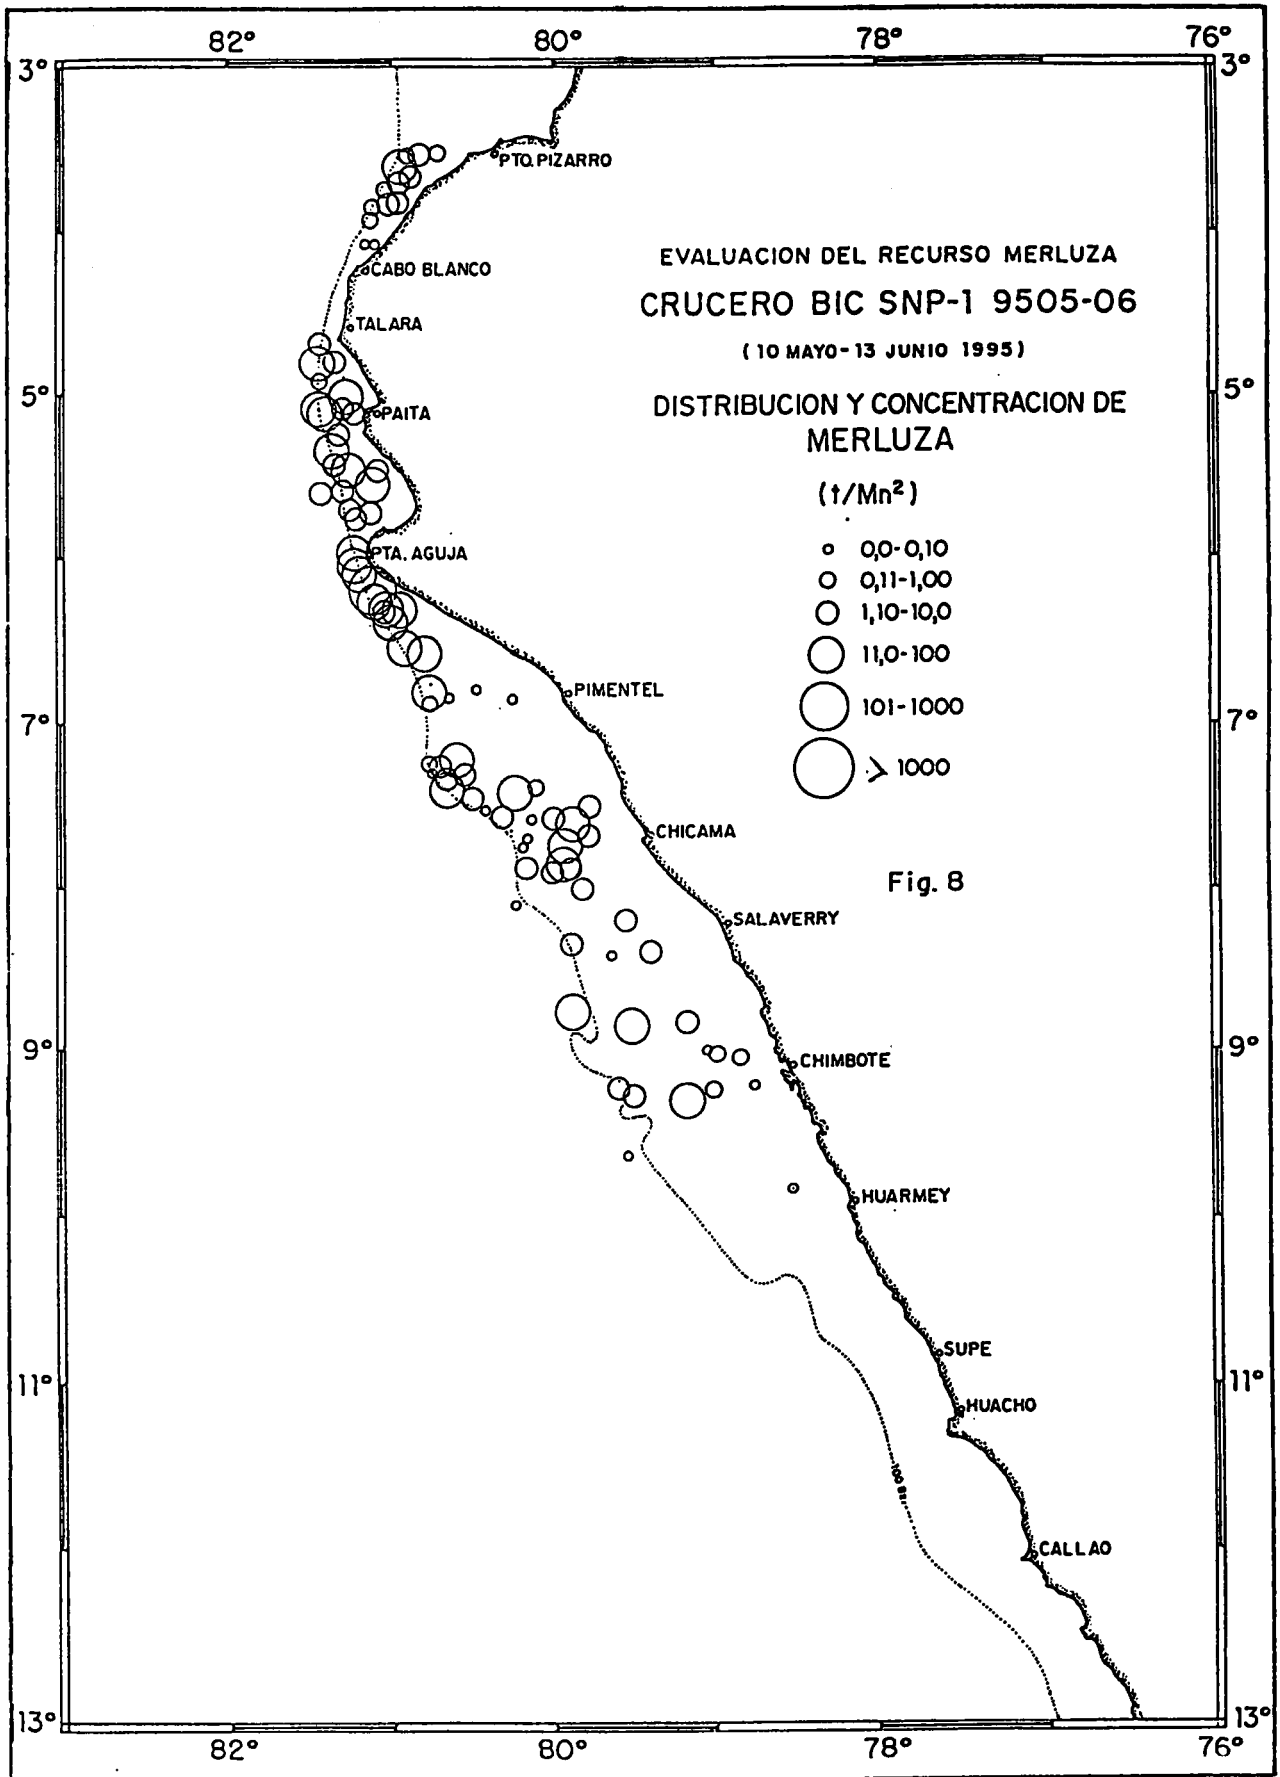 82° 80° 78° 76°
3° 3°
PTO. PIZARRO
EVALUACION DEL RECURSO MERLUZA
CABO BLANCO
CRUCERO BIC SNP-1 9505-06
TALARA
(10 MAYO-13 JUNIO 1995)
5° 5°
DISTRIBUCION Y CONCENTRACION DE
PAITA
MERLUZA
(t/Mn²)
PTA. AGUJA
0,0-0,10
0,11-1,00
1,10-10,0
11,0-100
PIMENTEL
101-1000
7° 7°
> 1000
CHICAMA
Fig. 8
SALAVERRY
9° 9°
CHIMBOTE
HUARMEY
SUPE
11° 11°
HUACHO
CALLAO
13° 13°
82° 80° 78° 76°